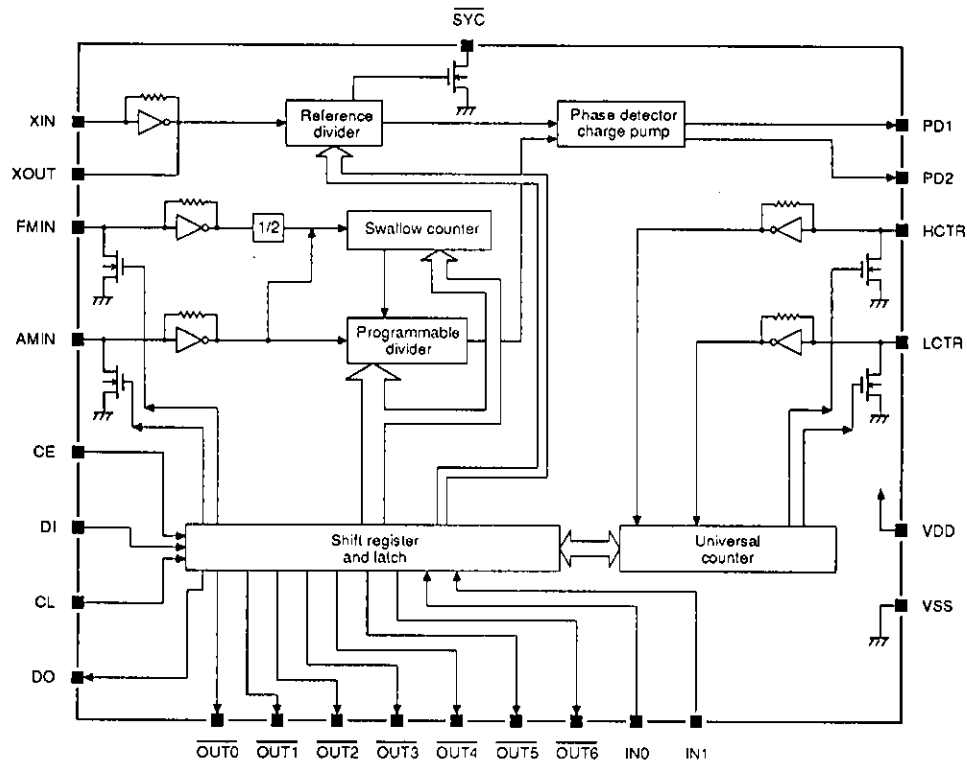 SYC
XIN
Reference
divider
Phase detector
charge pump
PD1
XOUT
PD2
FMIN
1/2
Swallow counter
HCTR
AMIN
Programmable
divider
LCTR
CE
DI
Shift register
and latch
Universal
counter
VDD
CL
VSS
DO
OUT0
OUT1
OUT2
OUT3
OUT4
OUT5
OUT6
IN0
IN1